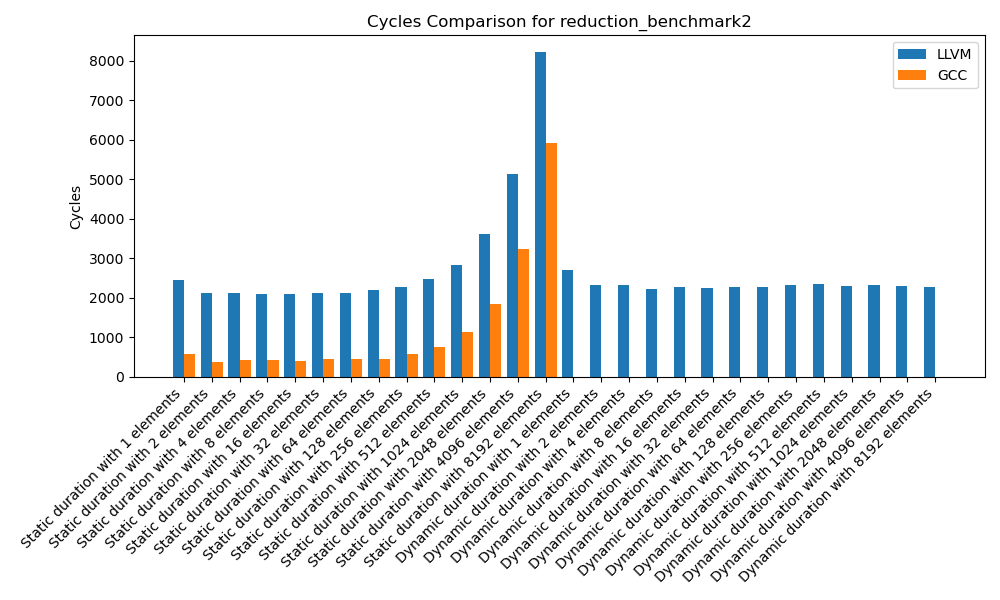 Cycles Comparison for reduction_benchmark2
LLVM
GCC
Cycles
8000
7000
6000
5000
4000
3000
2000
1000
0
Static duration with 1 elements
Static duration with 2 elements
Static duration with 4 elements
Static duration with 8 elements
Static duration with 16 elements
Static duration with 32 elements
Static duration with 64 elements
Static duration with 128 elements
Static duration with 256 elements
Static duration with 512 elements
Static duration with 1024 elements
Static duration with 2048 elements
Static duration with 4096 elements
Static duration with 8192 elements
Dynamic duration with 1 elements
Dynamic duration with 2 elements
Dynamic duration with 4 elements
Dynamic duration with 8 elements
Dynamic duration with 16 elements
Dynamic duration with 32 elements
Dynamic duration with 64 elements
Dynamic duration with 128 elements
Dynamic duration with 256 elements
Dynamic duration with 512 elements
Dynamic duration with 1024 elements
Dynamic duration with 2048 elements
Dynamic duration with 4096 elements
Dynamic duration with 8192 elements